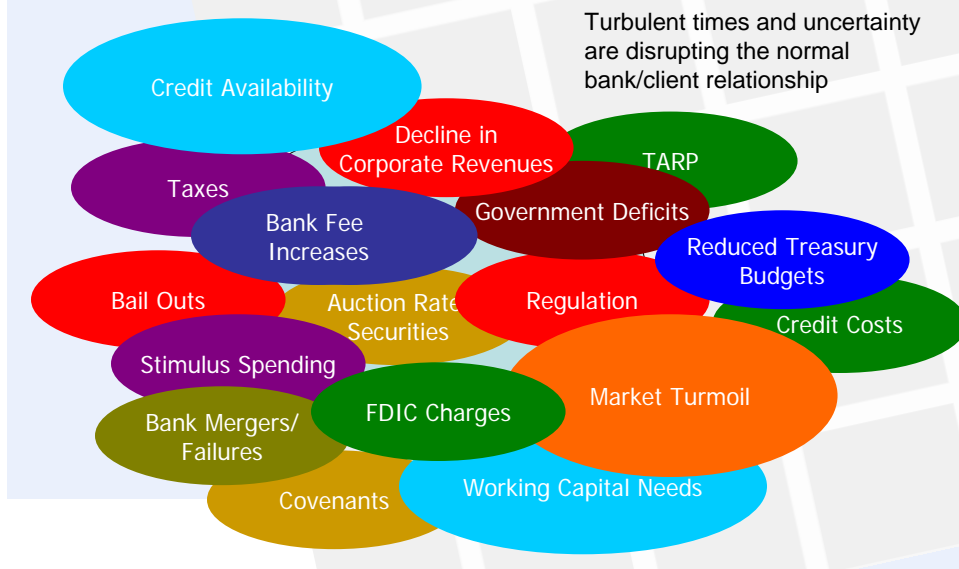 Turbulent times and uncertainty
are disrupting the normal
bank/client relationship
Credit Availability
Decline in
Corporate Revenues
TARP
Taxes
Government Deficits
Bank Fee
Increases
Reduced Treasury
Budgets
Bail Outs
Auction Rate
Securities
Regulation
Credit Costs
Stimulus Spending
Market Turmoil
FDIC Charges
Bank Mergers/
Failures
Working Capital Needs
Covenants